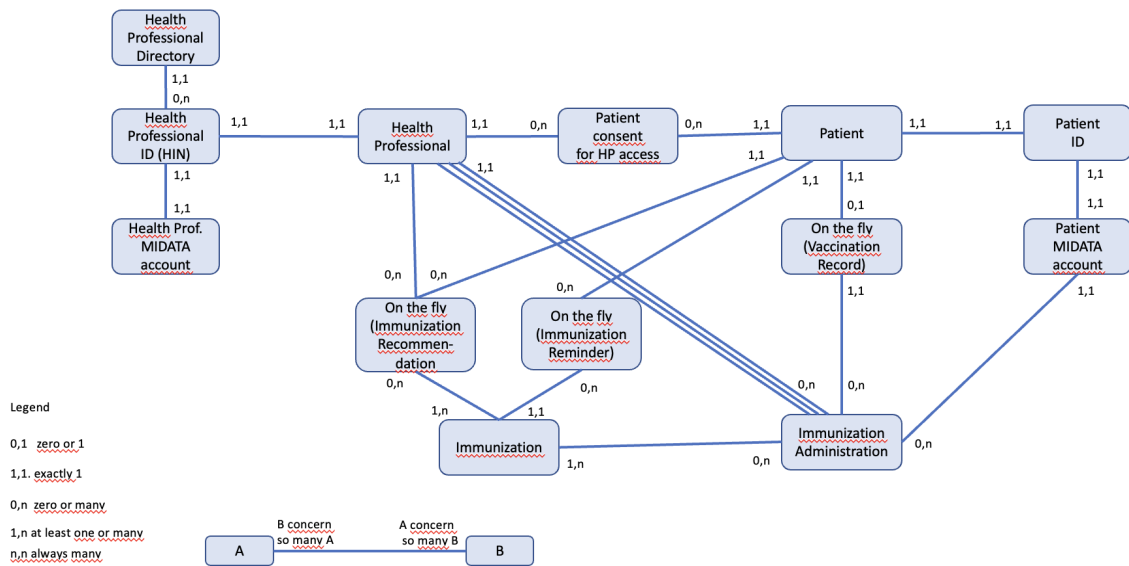 Health
Professional
Directory
1,1
0,n
Health
Professional
ID (HIN)
1,1
1,1
1,1
1,1
Health Prof.
MIDATA
account
Health
Professional
1,1
0,n
Patient
consent
for HP access
0,n
1,1
Patient
1,1
1,1
Patient
ID
1,1
1,1
Patient
MIDATA
account
1,1
1,1
1,1
1,1
1,1
1,1
0,1
On the fly
(Vaccination
Record)
1,1
0,n
0,n
0,n
On the fly
(Immunization
Recommen-
dation
0,n
On the fly
(Immunization
Reminder)
0,n
0,n
0,n
0,n
1,n
1,1
Immunization
1,n
0,n
Immunization
Administration
0,n
Legend
0,1 zero or 1
1,1. exactly 1
0,n zero or many
1,n at least one or many
n,n always many
A
B concern
so many A
A concern
so many B
B